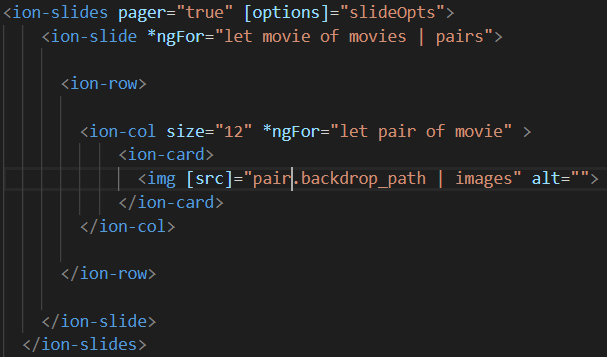 <ion-slides pager="true" [options]="slideOpts">
<ion-slide *ngFor="let movie of movies | pairs">
<ion-row>
<ion-col size="12" *ngFor="let pair of movie" >
<ion-card>
<img [src]="pair.backdrop_path | images" alt="">
</ion-card>
</ion-col>
</ion-row>
</ion-slide>
</ion-slides>